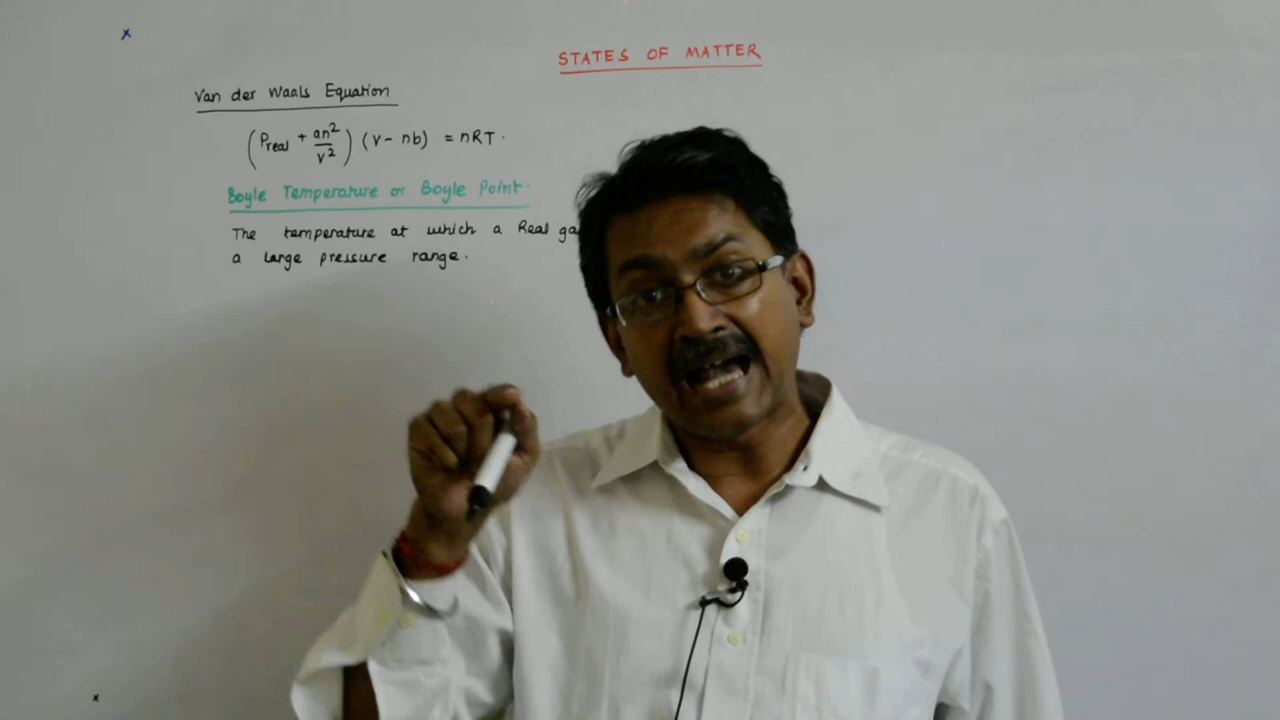 STATES OF MATTER
Van der Waals Equation
(Preal + an²/v²) (v - nb) = nRT.
Boyle Temperature or Boyle Point.
The temperature at which a Real
a large pressure range.